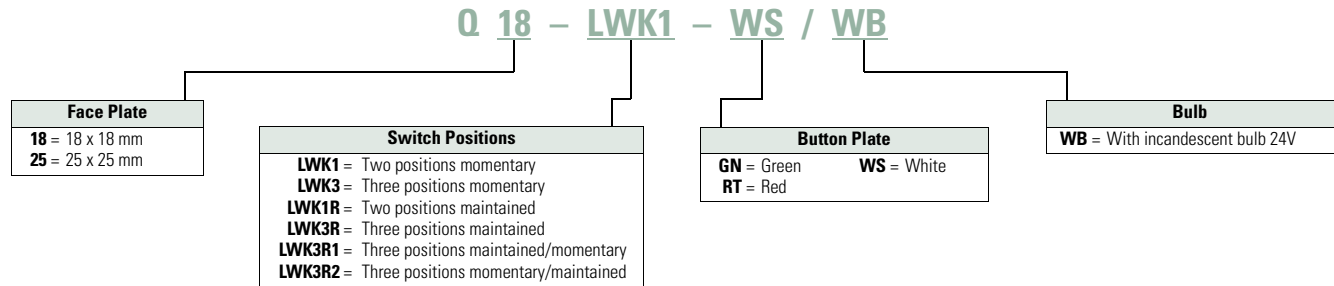 Q 18 – LWK1 – WS / WB
Face Plate
18 = 18 x 18 mm
25 = 25 x 25 mm
Switch Positions
LWK1 = Two positions momentary
LWK3 = Three positions momentary
LWK1R = Two positions maintained
LWK3R = Three positions maintained
LWK3R1 = Three positions maintained/momentary
LWK3R2 = Three positions momentary/maintained
Button Plate
GN = Green WS = White
RT = Red
Bulb
WB = With incandescent bulb 24V